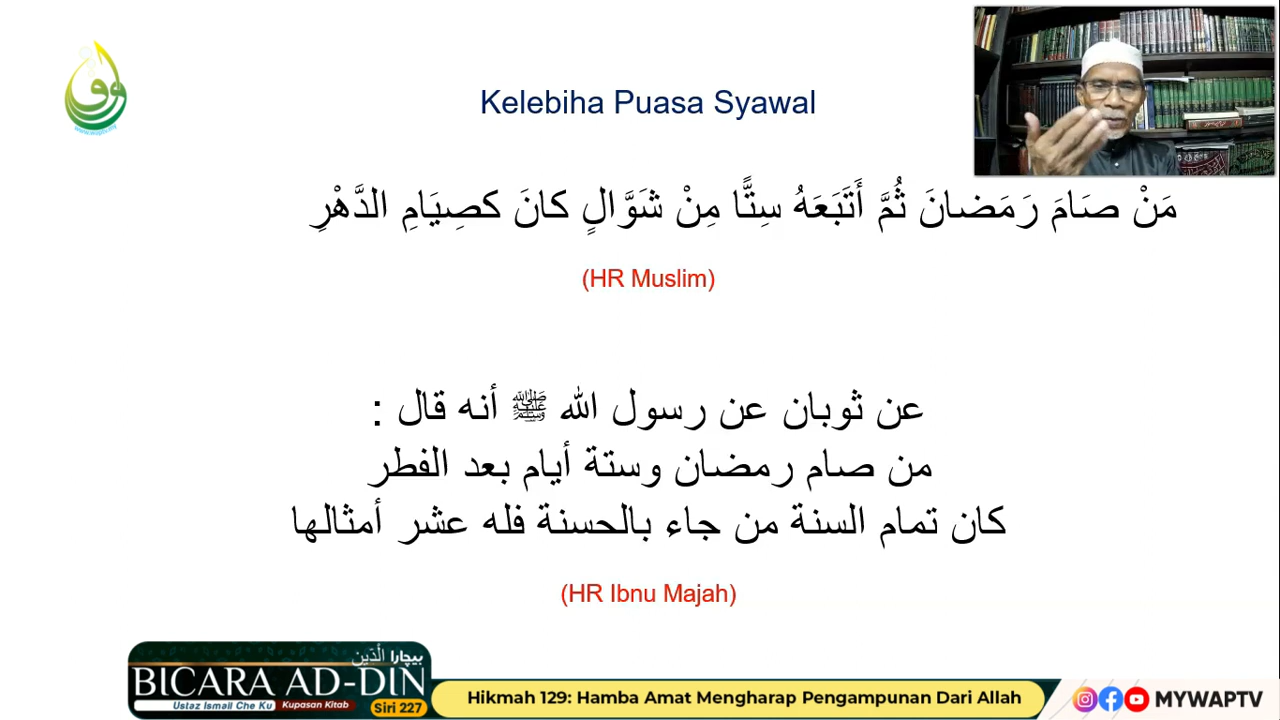 Kelebiha Puasa Syawal
مَنْ صَامَ رَمَضانَ ثُمَّ أَتَبَعَهُ سِتًّا مِنْ شَوَّالٍ كانَ كصِيَامِ الدَّهْرِ
(HR Muslim)
عن ثوبان عن رسول الله ﷺ أنه قال :
من صام رمضان وستة أيام بعد الفطر
كان تمام السنة من جاء بالحسنة فله عشر أمثالها
(HR Ibnu Majah)
بيچارا الدّين
BICARA AD-DIN
Ustaz Ismail Che Ku
Kupasan Kitab
Siri 227
Hikmah 129: Hamba Amat Mengharap Pengampunan Dari Allah
MYWAPTV